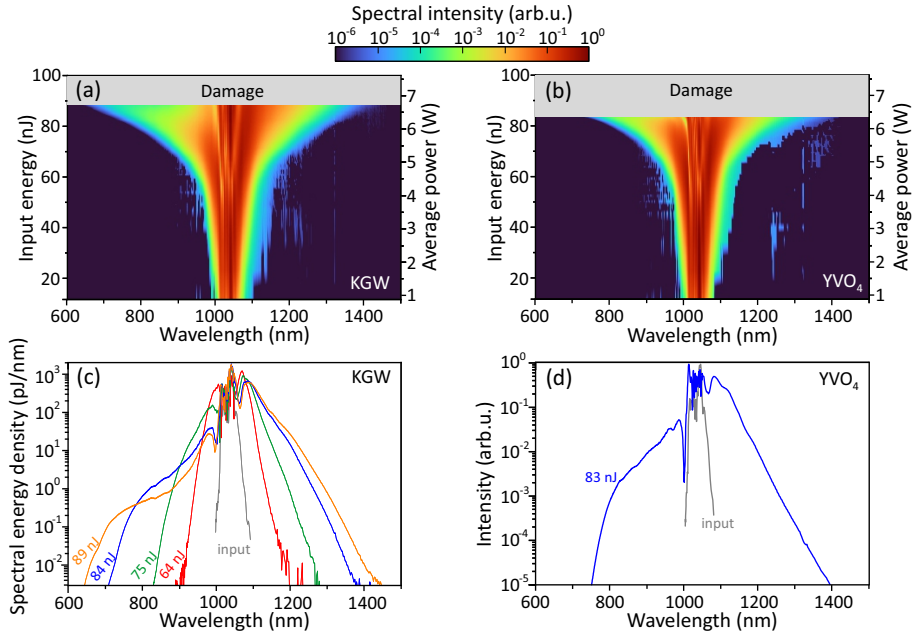 Spectral intensity (arb.u.)
10^-6 10^-5 10^-4 10^-3 10^-2 10^-1 10^0
(a)
Damage
KGW
100
80
60
40
20
Input energy (nJ)
7
6
5
4
3
2
1
Average power (W)
600 800 1000 1200 1400
Wavelength (nm)
(b)
Damage
YVO4
100
80
60
40
20
Input energy (nJ)
7
6
5
4
3
2
1
Average power (W)
600 800 1000 1200 1400
Wavelength (nm)
(c)
KGW
10^3
10^2
10^1
10^0
10^-1
10^-2
Spectral energy density (pJ/nm)
89 nJ
84 nJ
75 nJ
64 nJ
input
600 800 1000 1200 1400
Wavelength (nm)
(d)
YVO4
10^0
10^-1
10^-2
10^-3
10^-4
10^-5
Intensity (arb.u.)
83 nJ
input
600 800 1000 1200 1400
Wavelength (nm)